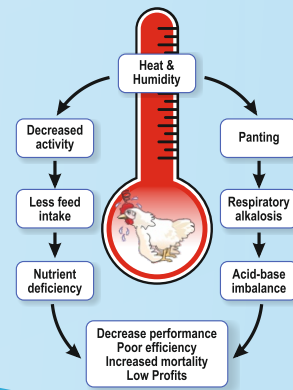 Heat &
Humidity
Decreased
activity
Panting
Less feed
intake
Respiratory
alkalosis
Nutrient
deficiency
Acid-base
imbalance
Decrease performance
Poor efficiency
Increased mortality
Low Profits